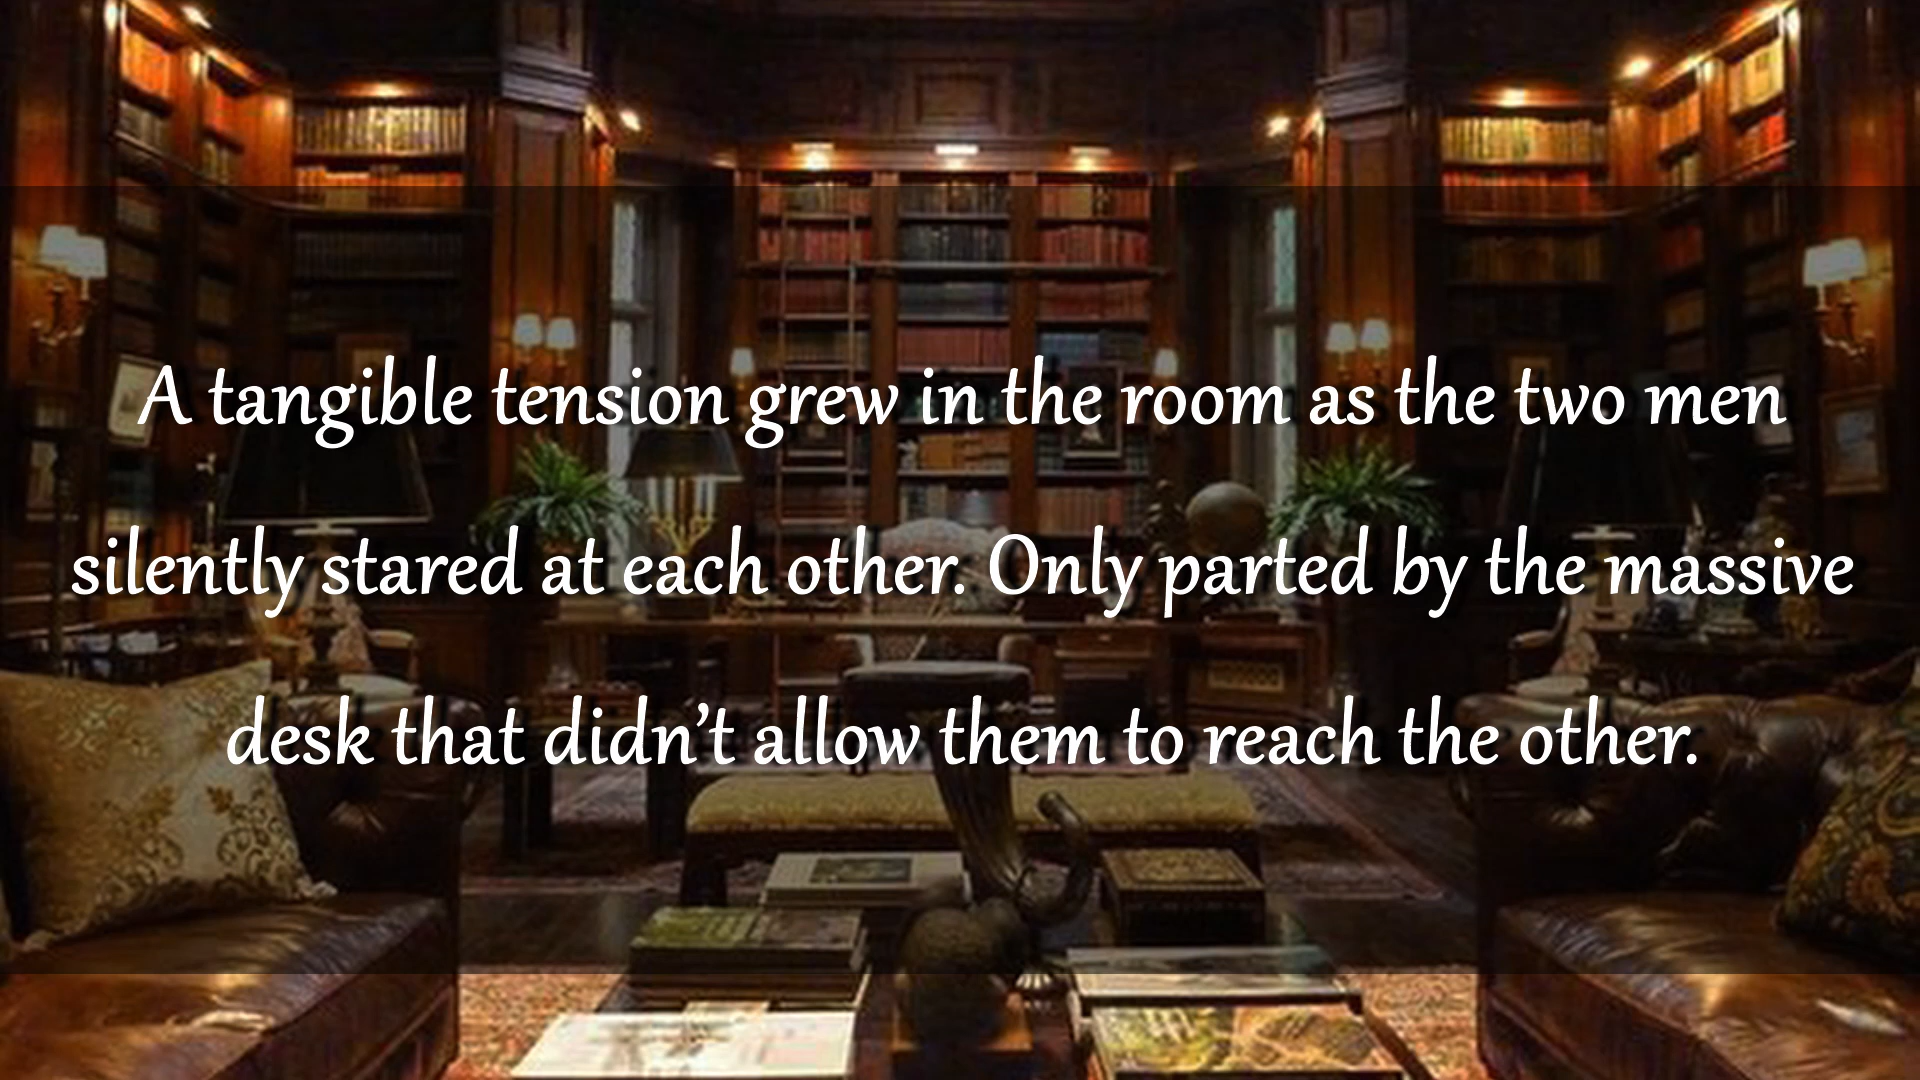 A tangible tension grew in the room as the two men
silently stared at each other. Only parted by the massive
desk that didn’t allow them to reach the other.